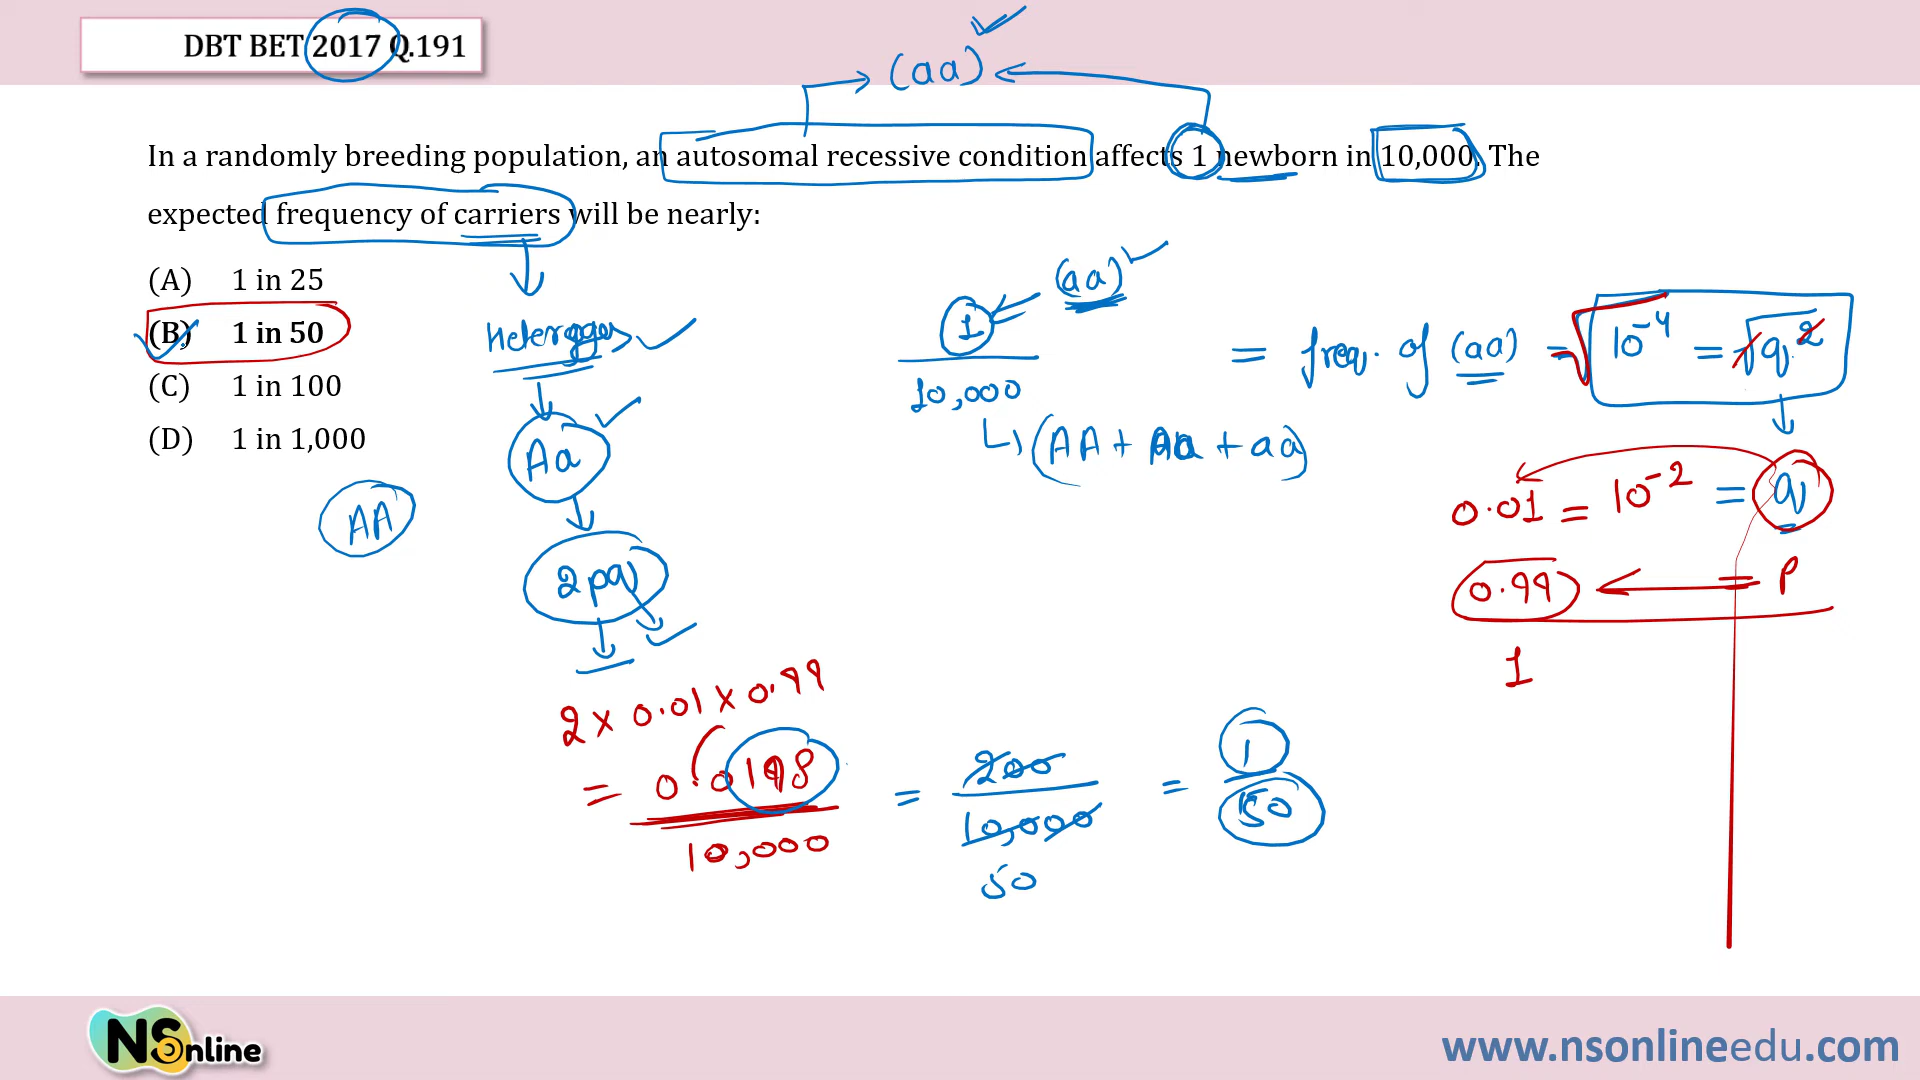 DBT BET 2017 Q.191
(aa)
In a randomly breeding population, an autosomal recessive condition affects 1 newborn in 10,000. The
expected frequency of carriers will be nearly:
(A) 1 in 25
(B) 1 in 50
(C) 1 in 100
(D) 1 in 1,000
(aa)
1
10,000
= freq. of (aa) = √10⁻⁴ = √q²
(AA + Aa + aa)
Aa
AA
2pq
0.01 = 10⁻² = q
0.99 = p
1
2 x 0.01 x 0.99
= 0.0198
10,000
= 200
10,000
50
= 1
50
NS Online
www.nsonlineedu.com